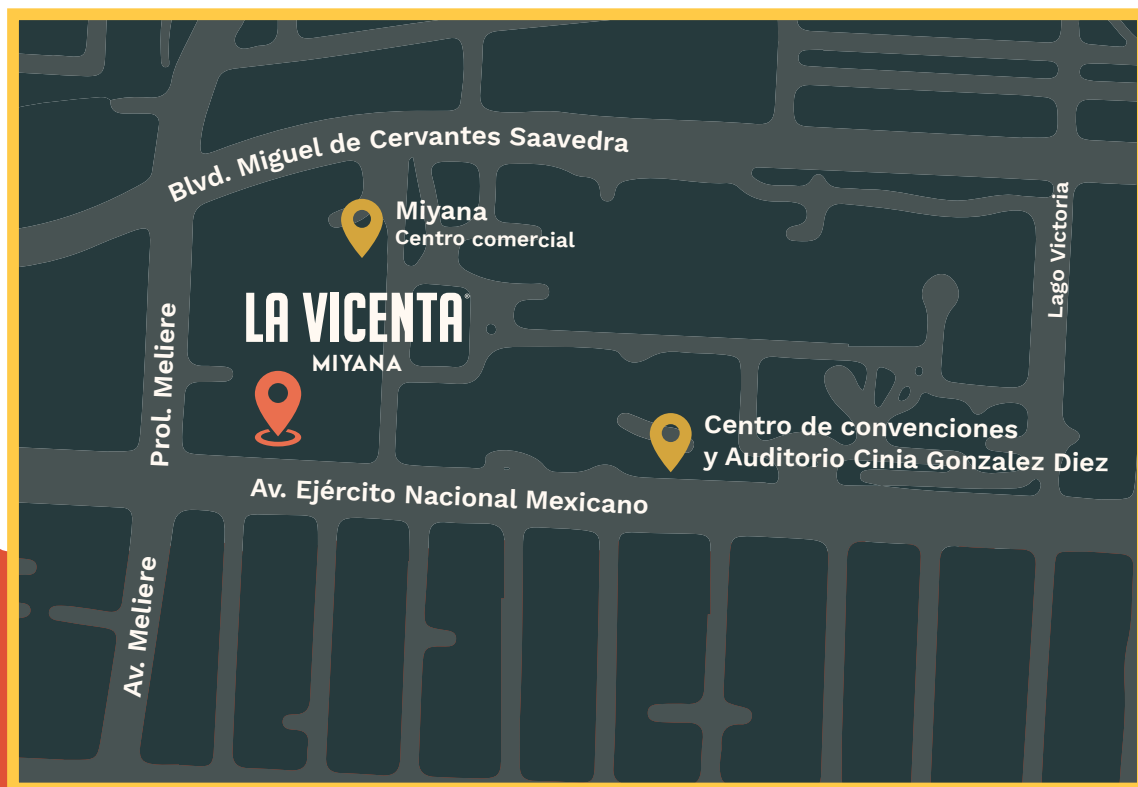 Blvd. Miguel de Cervantes Saavedra
Miyana
Centro comercial
Lago Victoria
LA VICENTA®
MIYANA
Prol. Meliere
Centro de convenciones
y Auditorio Cinia Gonzalez Diez
Av. Ejército Nacional Mexicano
Av. Meliere